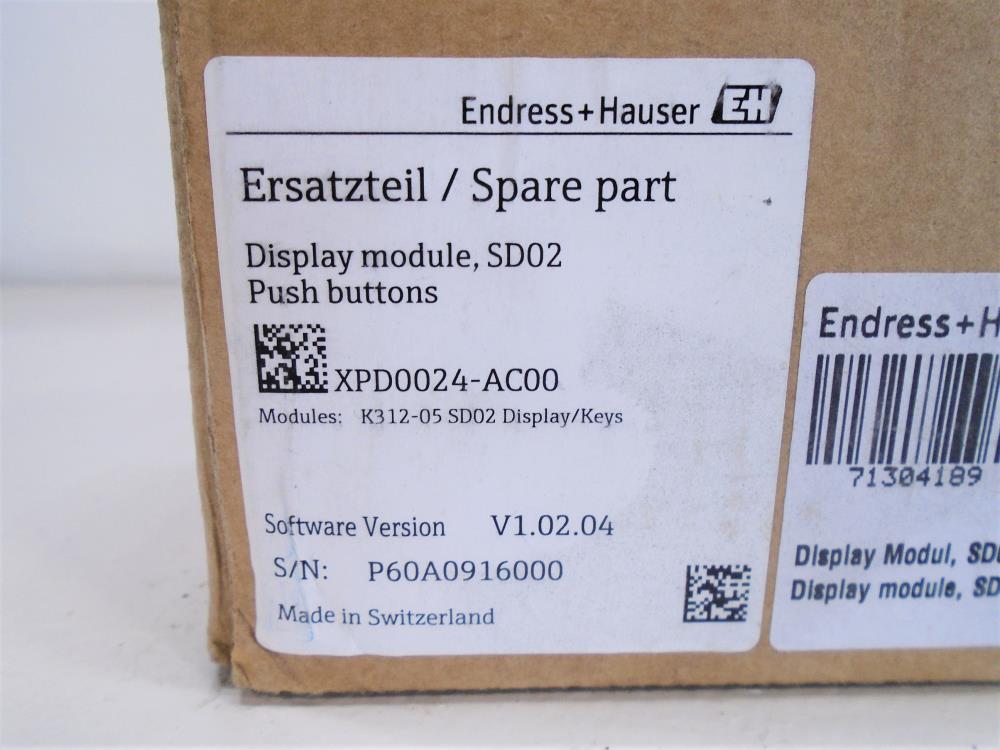 Endress+Hauser EH
Ersatzteil / Spare part
Display module, SD02
Push buttons
XPD0024-AC00
Modules: K312-05 SD02 Display/Keys
Software Version V1.02.04
S/N: P60A0916000
Made in Switzerland
Endress+H
71304189
Display Modul, SD
Display module, SD